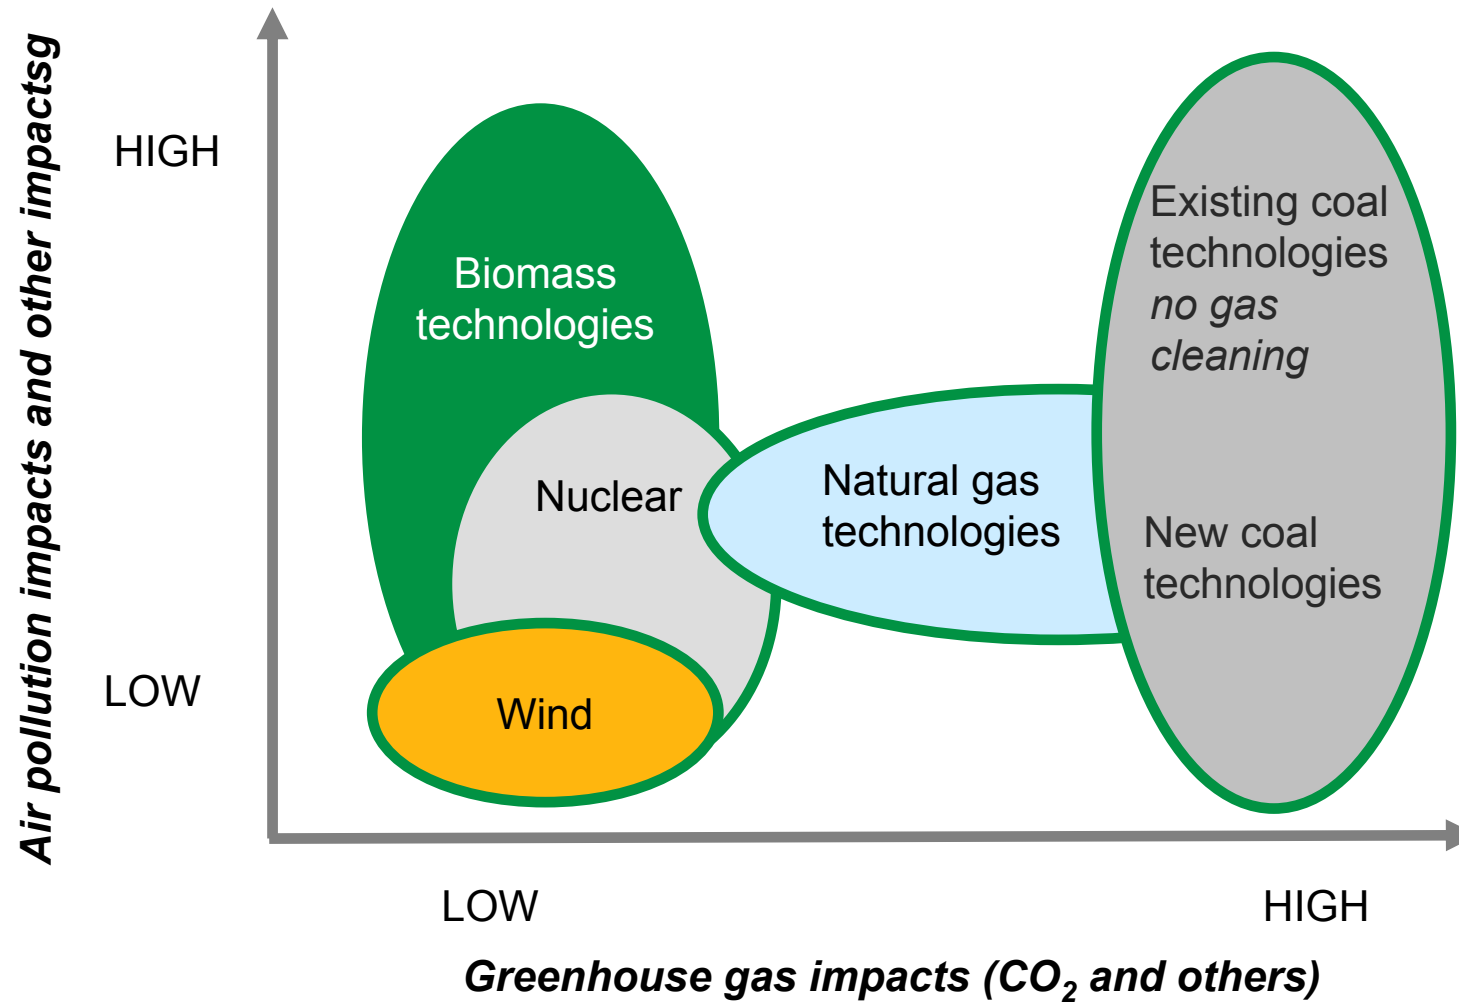 Air pollution impacts and other impactsg
HIGH
LOW
Biomass
technologies
Nuclear
Wind
Natural gas
technologies
Existing coal
technologies
no gas
cleaning
New coal
technologies
LOW
HIGH
Greenhouse gas impacts (CO₂ and others)